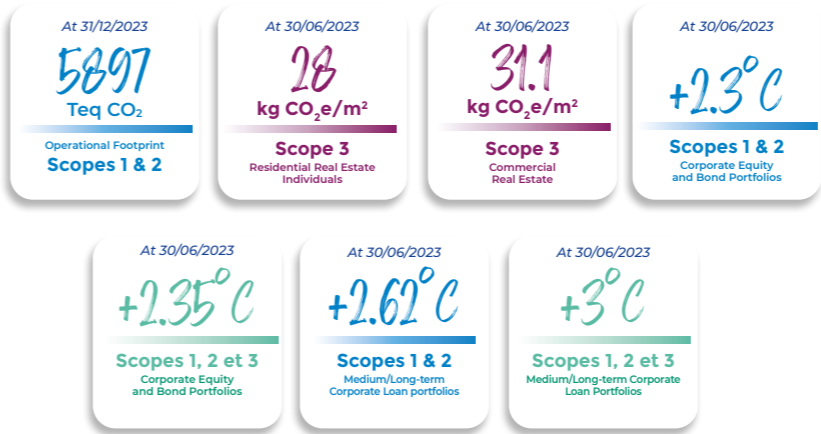 At 31/12/2023
5897
Teq CO₂
Operational Footprint
Scopes 1 & 2
At 30/06/2023
28
kg CO₂e/m²
Scope 3
Residential Real Estate
Individuals
At 30/06/2023
31.1
kg CO₂e/m²
Scope 3
Commercial
Real Estate
At 30/06/2023
+2.3°C
Scopes 1 & 2
Corporate Equity
and Bond Portfolios
At 30/06/2023
+2.35°C
Scopes 1, 2 et 3
Corporate Equity
and Bond Portfolios
At 30/06/2023
+2.62°C
Scopes 1 & 2
Medium/Long-term
Corporate Loan portfolios
At 30/06/2023
+3°C
Scopes 1, 2 et 3
Medium/Long-term Corporate
Loan Portfolios